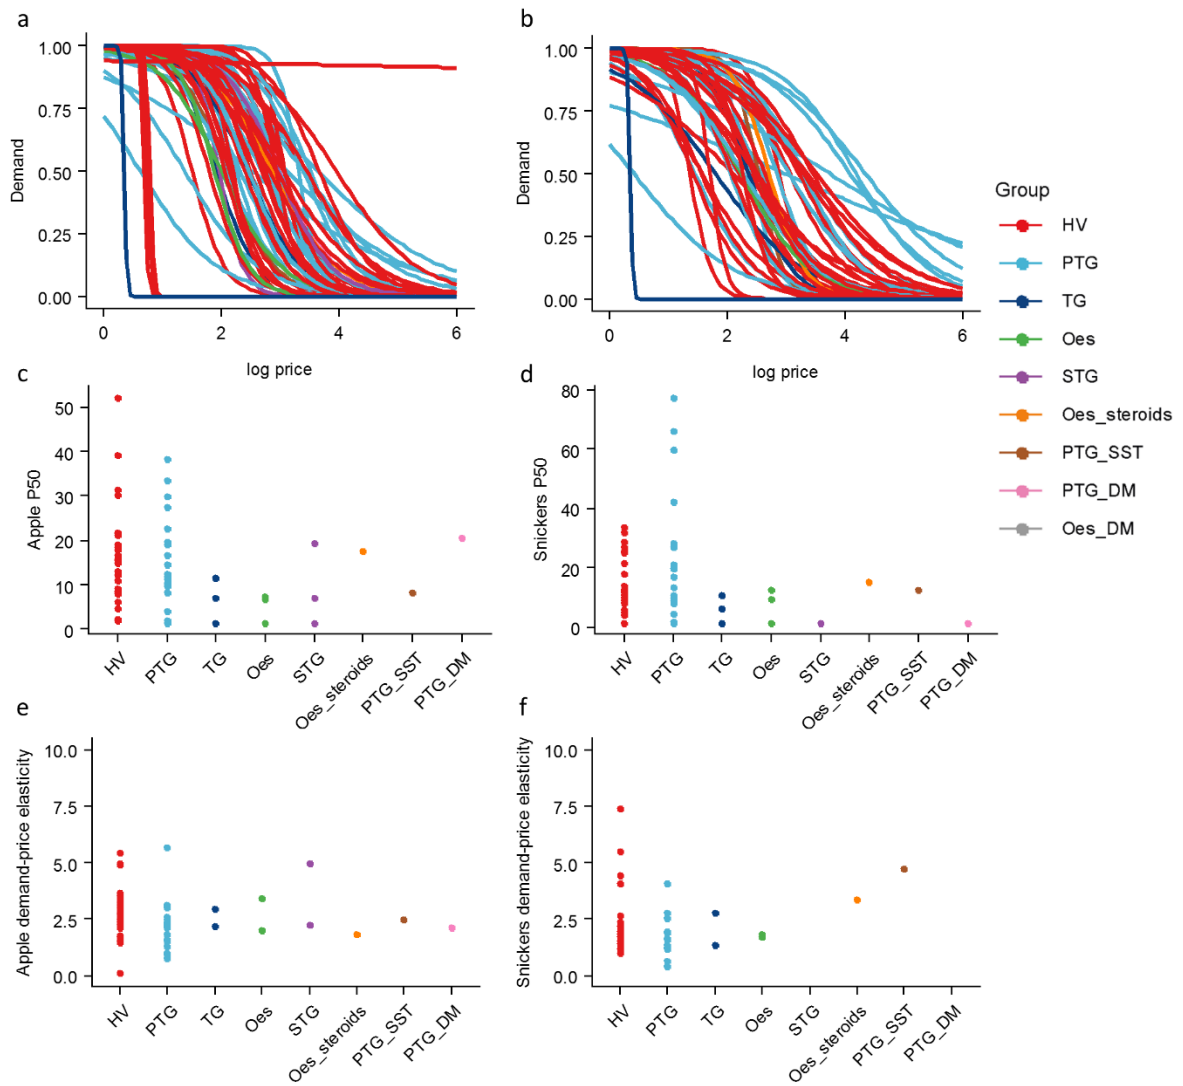 a
b
1.00
0.75
0.50
0.25
0.00
Demand
0
2
4
6
log price
1.00
0.75
0.50
0.25
0.00
Demand
0
2
4
6
log price
Group
HV
PTG
TG
Oes
STG
Oes_steroids
PTG_SST
PTG_DM
Oes_DM
c
50
40
30
20
10
0
Apple P50
HV
PTG
TG
Oes
STG
Oes_steroids
PTG_SST
PTG_DM
d
80
60
40
20
0
Snickers P50
HV
PTG
TG
Oes
STG
Oes_steroids
PTG_SST
PTG_DM
e
10.0
7.5
5.0
2.5
0.0
Apple demand-price elasticity
HV
PTG
TG
Oes
STG
Oes_steroids
PTG_SST
PTG_DM
f
10.0
7.5
5.0
2.5
0.0
Snickers demand-price elasticity
HV
PTG
TG
Oes
STG
Oes_steroids
PTG_SST
PTG_DM